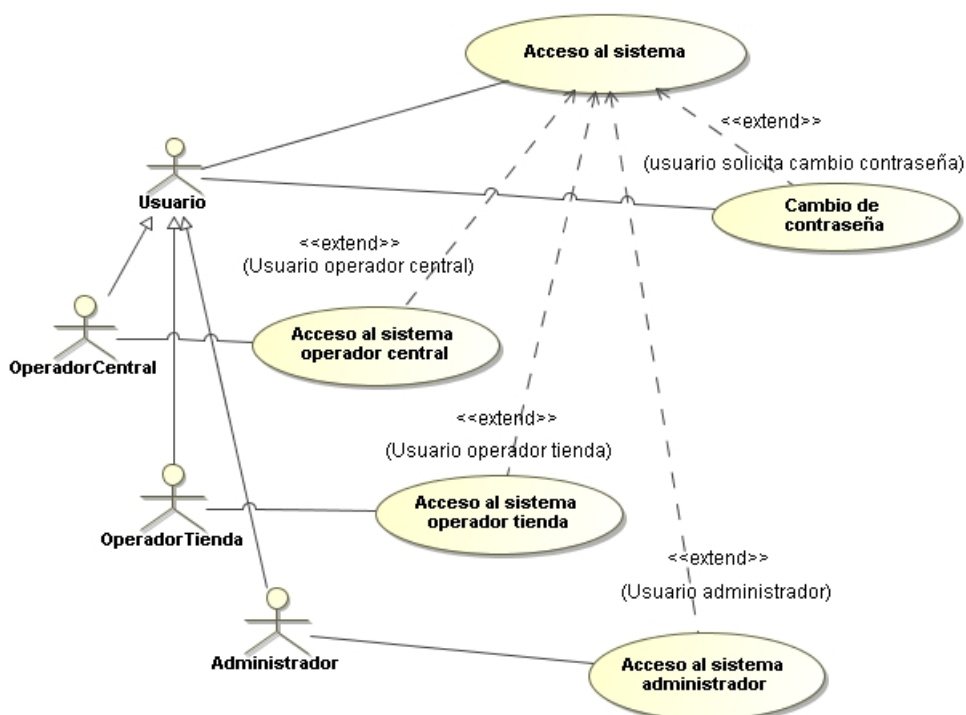 Acceso al sistema
<<extend>>
(usuario solicita cambio contraseña)
Usuario
Cambio de
contraseña
<<extend>>
(Usuario operador central)
Acceso al sistema
operador central
OperadorCentral
<<extend>>
(Usuario operador tienda)
Acceso al sistema
operador tienda
OperadorTienda
<<extend>>
(Usuario administrador)
Administrador
Acceso al sistema
administrador